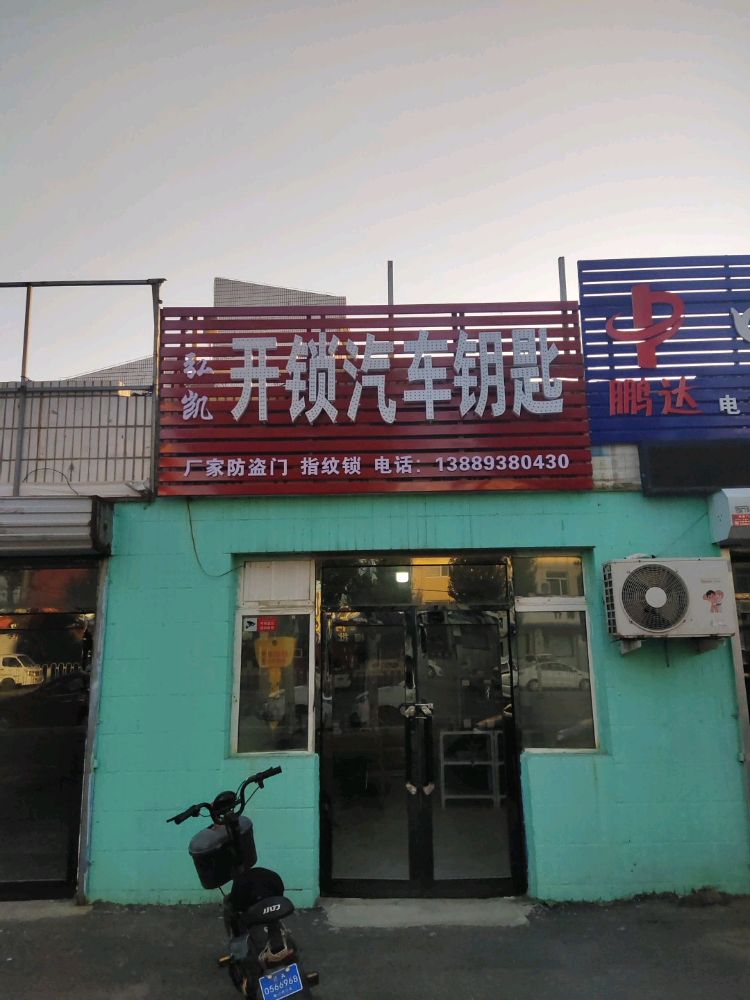 弘凯
开锁汽车钥匙
厂家防盗门 指纹锁 电话：13889380430
鹏达
电
0566968